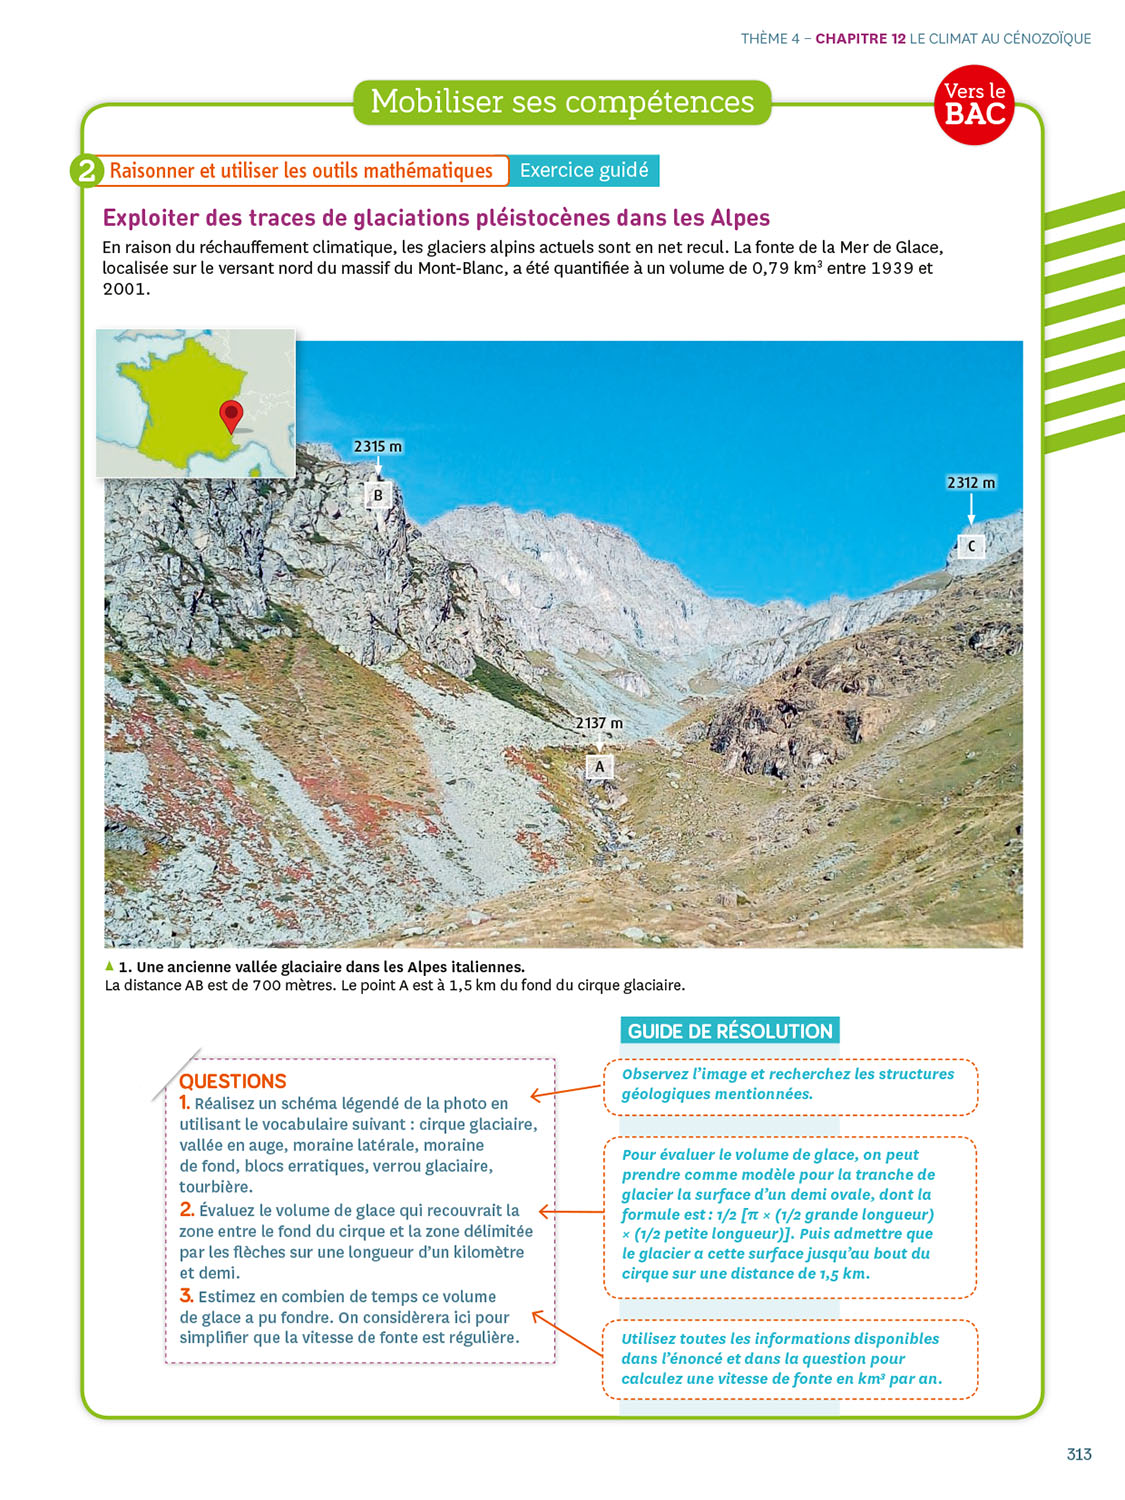 THÈME 4 – CHAPITRE 12 LE CLIMAT AU CÉNOZOÏQUE
Mobiliser ses compétences
Vers le
BAC
2 Raisonner et utiliser les outils mathématiques Exercice guidé
Exploiter des traces de glaciations pléistocènes dans les Alpes
En raison du réchauffement climatique, les glaciers alpins actuels sont en net recul. La fonte de la Mer de Glace,
localisée sur le versant nord du massif du Mont-Blanc, a été quantifiée à un volume de 0,79 km³ entre 1939 et
2001.
2315 m
B
2312 m
C
2137 m
A
▲ 1. Une ancienne vallée glaciaire dans les Alpes italiennes.
La distance AB est de 700 mètres. Le point A est à 1,5 km du fond du cirque glaciaire.
QUESTIONS
1. Réalisez un schéma légendé de la photo en
utilisant le vocabulaire suivant : cirque glaciaire,
vallée en auge, moraine latérale, moraine
de fond, blocs erratiques, verrou glaciaire,
tourbière.
2. Évaluez le volume de glace qui recouvrait la
zone entre le fond du cirque et la zone délimitée
par les flèches sur une longueur d'un kilomètre
et demi.
3. Estimez en combien de temps ce volume
de glace a pu fondre. On considèrera ici pour
simplifier que la vitesse de fonte est régulière.
GUIDE DE RÉSOLUTION
Observez l'image et recherchez les structures
géologiques mentionnées.
Pour évaluer le volume de glace, on peut
prendre comme modèle pour la tranche de
glacier la surface d'un demi ovale, dont la
formule est : 1/2 [π × (1/2 grande longueur)
× (1/2 petite longueur)]. Puis admettre que
le glacier a cette surface jusqu'au bout du
cirque sur une distance de 1,5 km.
Utilisez toutes les informations disponibles
dans l'énoncé et dans la question pour
calculez une vitesse de fonte en km³ par an.
313